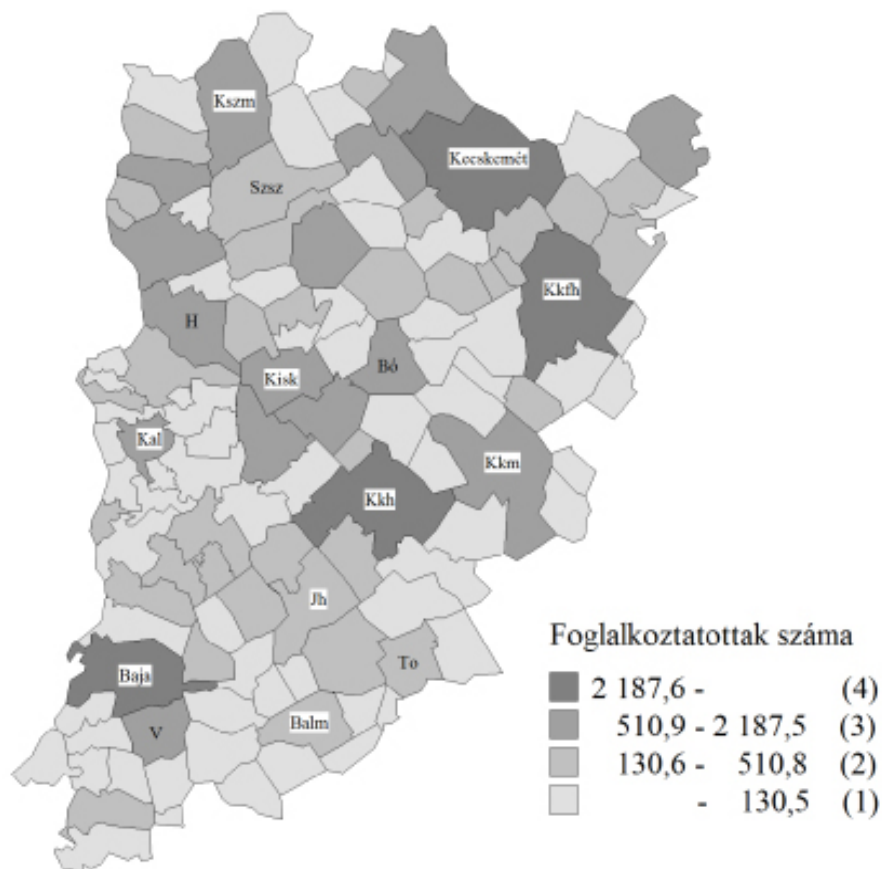 Kszm
Kecskemét
Szsz
Kkfh
H
Kisk
Bó
Kal
Kkm
Kkh
Jh
Baja
To
V
Balm
Foglalkoztatottak száma
2 187,6 - (4)
510,9 - 2 187,5 (3)
130,6 - 510,8 (2)
- 130,5 (1)